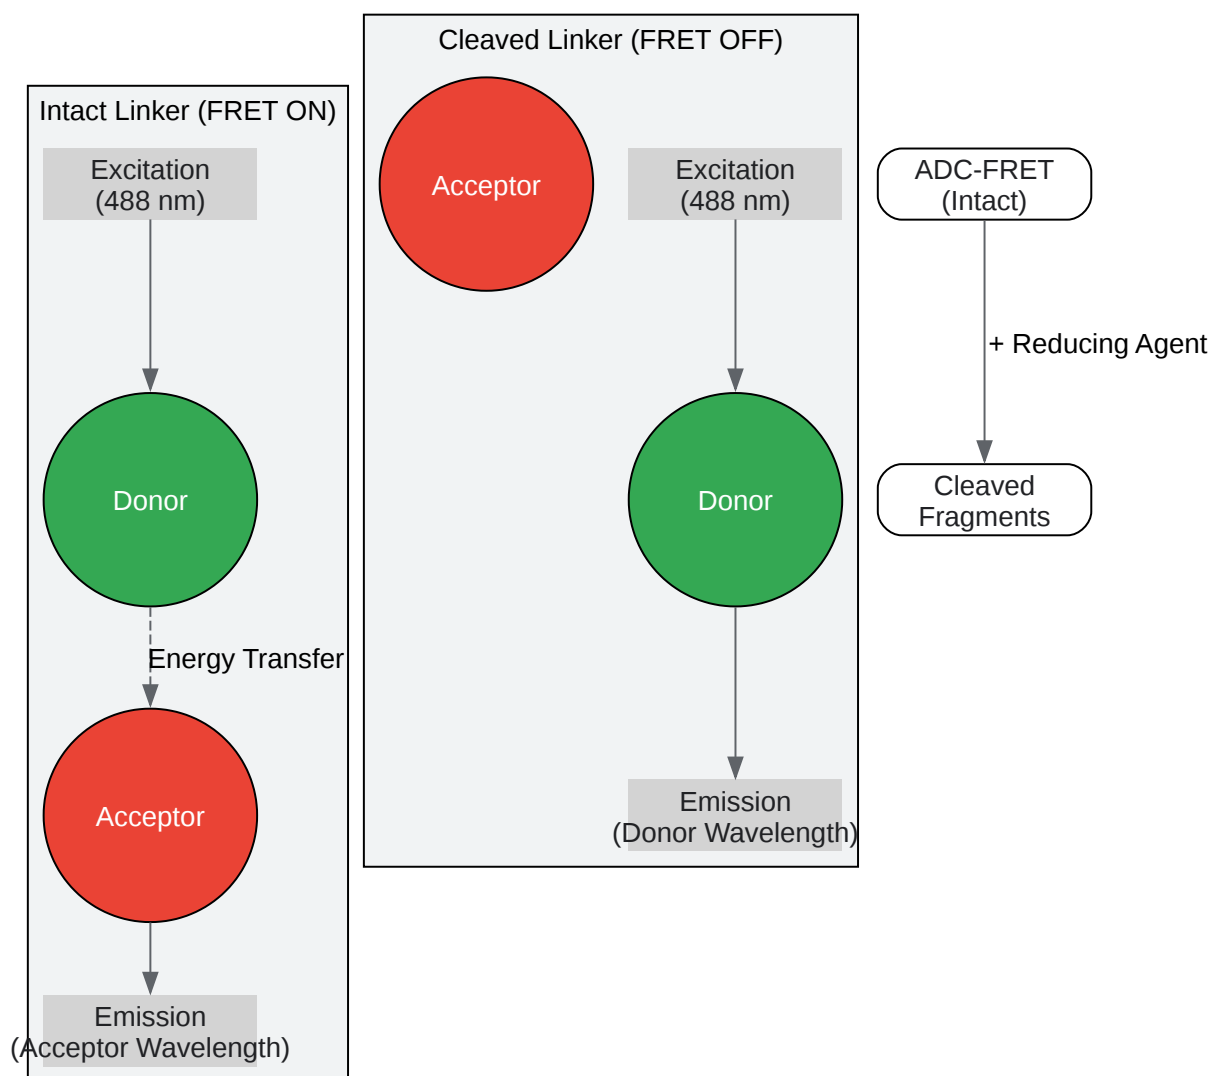 Intact Linker (FRET ON)
Excitation
(488 nm)
Donor
Energy Transfer
Acceptor
Emission
(Acceptor Wavelength)
Cleaved Linker (FRET OFF)
Acceptor
Excitation
(488 nm)
Donor
Emission
(Donor Wavelength)
ADC-FRET
(Intact)
+ Reducing Agent
Cleaved
Fragments